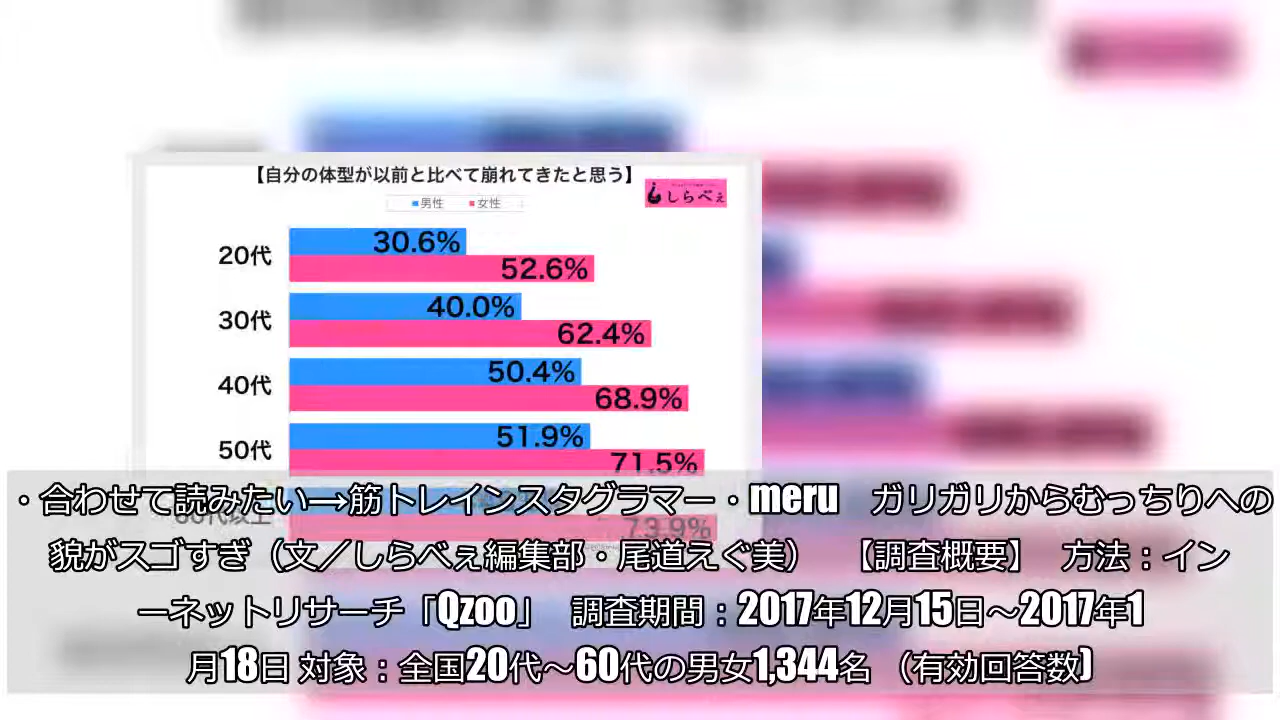 【自分の体型が以前と比べて崩れてきたと思う】
男性 女性
しらべぇ
20代 30.6%
52.6%
30代 40.0%
62.4%
40代 50.4%
68.9%
50代 51.9%
71.5%
60代以上
73.9%
・合わせて読みたい→筋トレインスタグラマー・meru　ガリガリからむっちりへの
貌がスゴすぎ（文／しらべぇ編集部・尾道えぐ美）　【調査概要】　方法：イン
ーネットリサーチ「Qzoo」　調査期間：2017年12月15日～2017年1
月18日 対象：全国20代～60代の男女1,344名 （有効回答数)